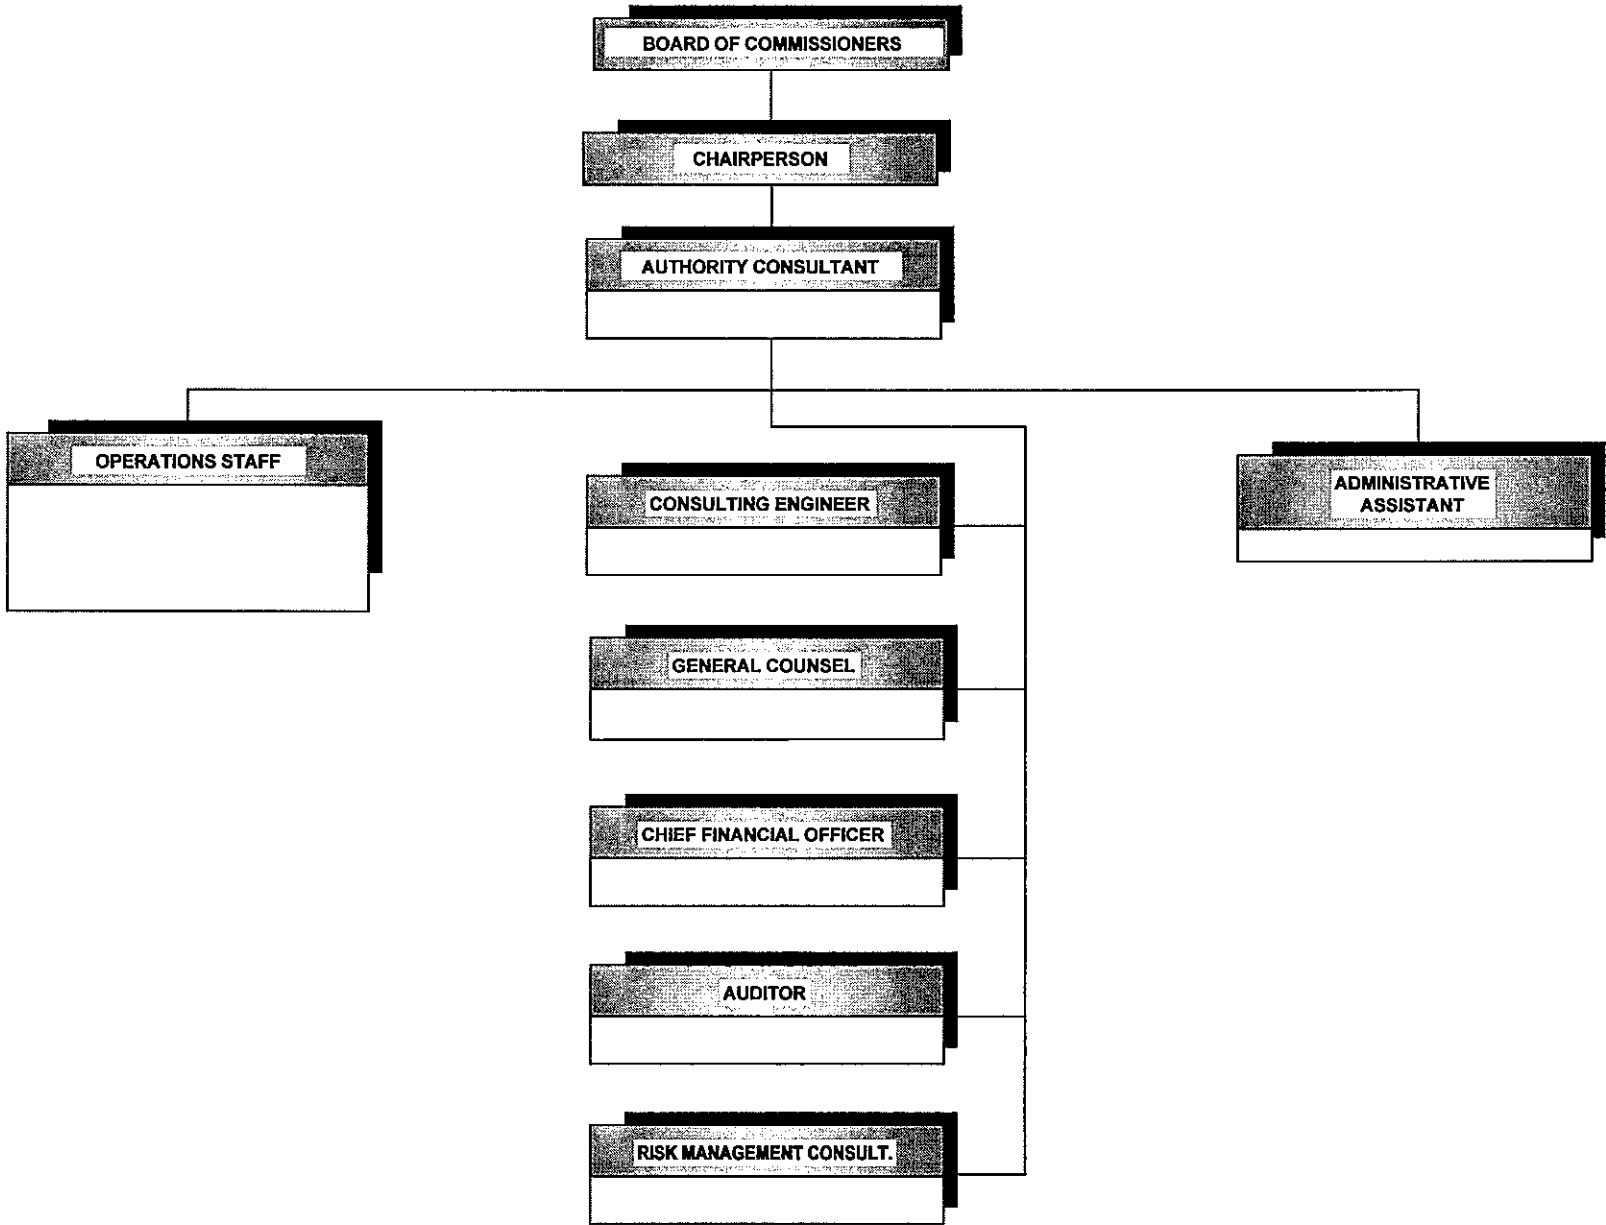 BOARD OF COMMISSIONERS
CHAIRPERSON
AUTHORITY CONSULTANT
OPERATIONS STAFF
CONSULTING ENGINEER
ADMINISTRATIVE
ASSISTANT
GENERAL COUNSEL
CHIEF FINANCIAL OFFICER
AUDITOR
RISK MANAGEMENT CONSULT.